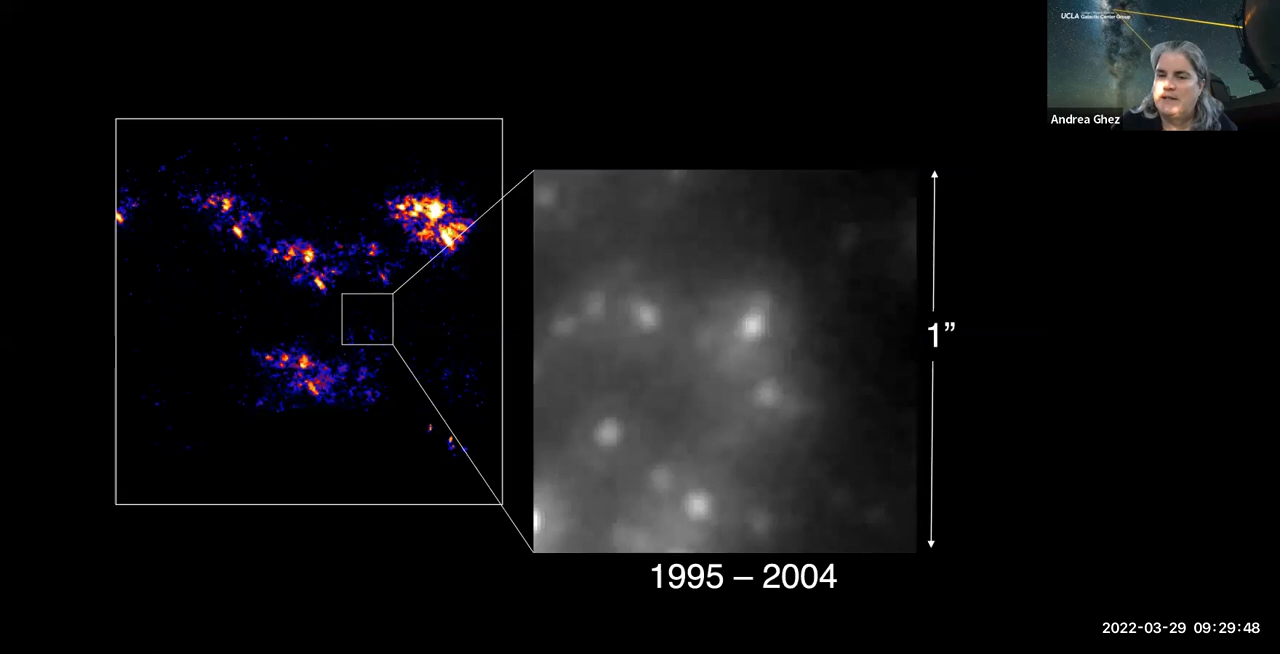 UCLA Galactic Center Group
Andrea Ghez
1”
1995 – 2004
2022-03-29 09:29:48